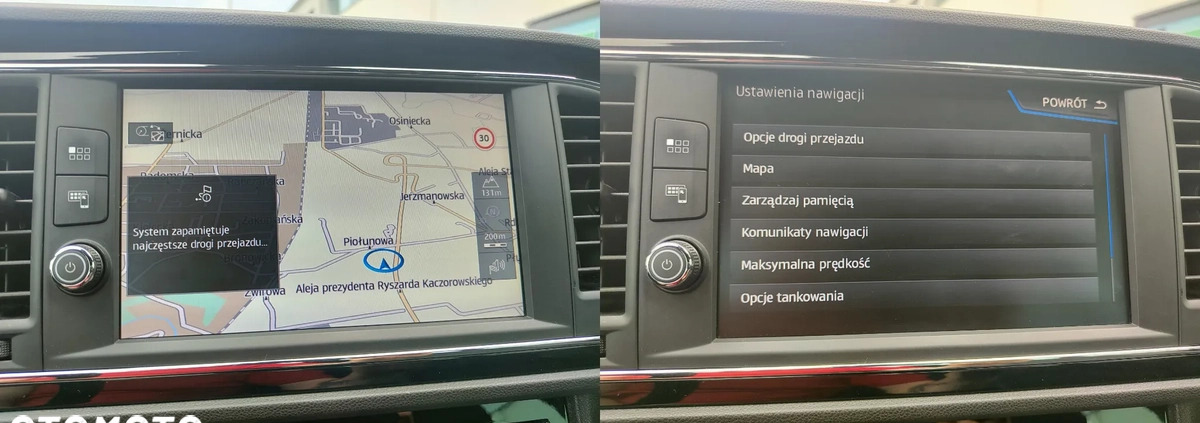 Osiniecka
30
131m
Jerzmanowska
200m
System zapamiętuje
najczęstsze drogi przejazdu...
Piołunowa
Żwirowa
Aleja prezydenta Ryszarda Kaczorowskiego
OTOMOTO
Ustawienia nawigacji
POWRÓT
Opcje drogi przejazdu
Mapa
Zarządzaj pamięcią
Komunikaty nawigacji
Maksymalna prędkość
Opcje tankowania